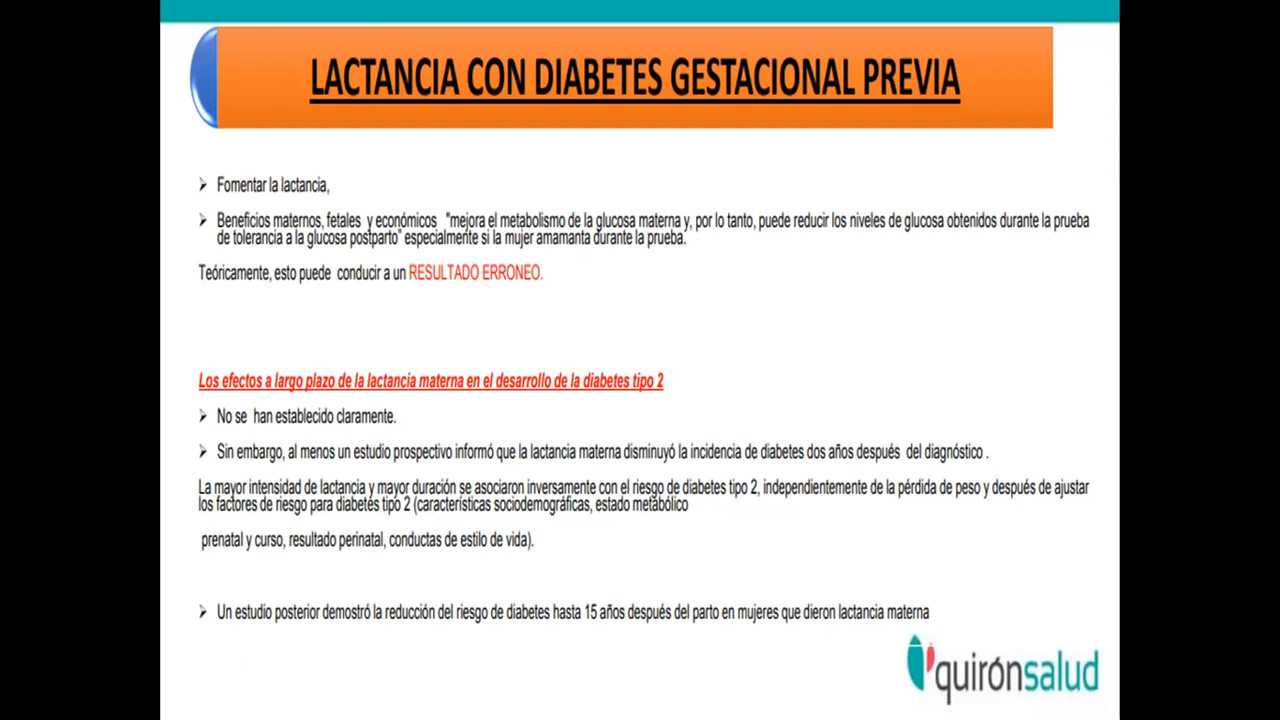 LACTANCIA CON DIABETES GESTACIONAL PREVIA
Fomentar la lactancia,
Beneficios maternos, fetales y económicos "mejora el metabolismo de la glucosa materna y, por lo tanto, puede reducir los niveles de glucosa obtenidos durante la prueba
de tolerancia a la glucosa postparto" especialmente si la mujer amamanta durante la prueba.
Teóricamente, esto puede conducir a un RESULTADO ERRONEO.
Los efectos a largo plazo de la lactancia materna en el desarrollo de la diabetes tipo 2
No se han establecido claramente.
Sin embargo, al menos un estudio prospectivo informó que la lactancia materna disminuyó la incidencia de diabetes dos años después del diagnóstico .
La mayor intensidad de lactancia y mayor duración se asociaron inversamente con el riesgo de diabetes tipo 2, independientemente de la pérdida de peso y después de ajustar
los factores de riesgo para diabetes tipo 2 (características sociodemográficas, estado metabólico
prenatal y curso, resultado perinatal, conductas de estilo de vida).
Un estudio posterior demostró la reducción del riesgo de diabetes hasta 15 años después del parto en mujeres que dieron lactancia materna
quirónsalud